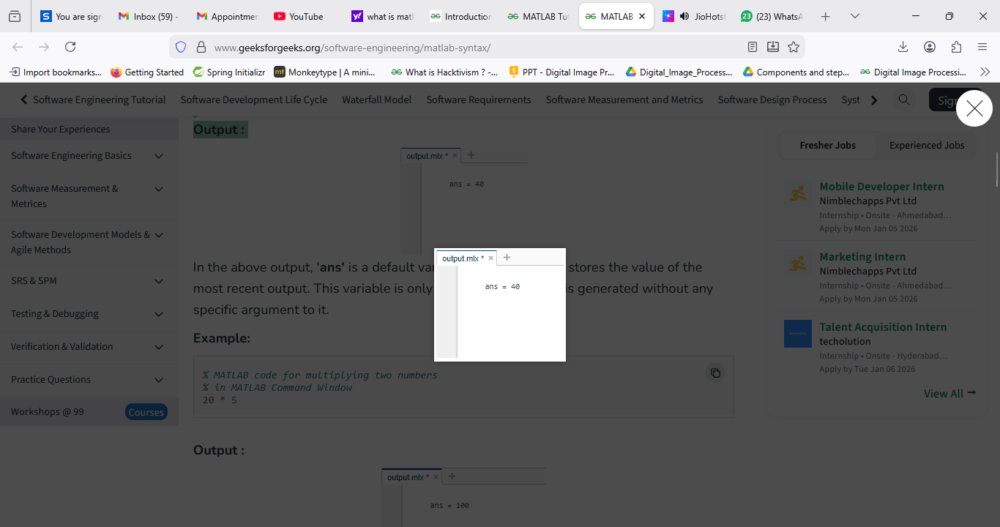 You are sign
Inbox (59) -
Appointmen
YouTube
what is matl
Introduction
MATLAB Tut
MATLAB
JioHots
(23) WhatsA
www.geeksforgeeks.org/software-engineering/matlab-syntax/
Import bookmarks...
Getting Started
Spring Initializr
mt Monkeytype | A mini...
What is Hacktivism ? -...
PPT - Digital Image Pr...
Digital_Image_Process...
Components and step...
Digital Image Processi...
Software Engineering Tutorial
Software Development Life Cycle
Waterfall Model
Software Requirements
Software Measurement and Metrics
Software Design Process
Syst
Sig
Share Your Experiences
Software Engineering Basics
Software Measurement &
Metrices
Software Development Models &
Agile Methods
SRS & SPM
Testing & Debugging
Verification & Validation
Practice Questions
Workshops @ 99
Courses
Output :
output.mlx *
ans = 40
output.mlx *
ans = 40
In the above output, 'ans' is a default var stores the value of the
most recent output. This variable is only is generated without any
specific argument to it.
Example:
% MATLAB code for multiplying two numbers
% in MATLAB Command Window
20 * 5
Output :
output.mlx *
ans = 100
Fresher Jobs
Experienced Jobs
Mobile Developer Intern
Nimblechapps Pvt Ltd
Internship • Onsite - Ahmedabad...
Apply by Mon Jan 05 2026
Marketing Intern
Nimblechapps Pvt Ltd
Internship • Onsite - Ahmedabad...
Apply by Mon Jan 05 2026
Talent Acquisition Intern
techolution
Internship • Onsite - Hyderabad...
Apply by Tue Jan 06 2026
View All